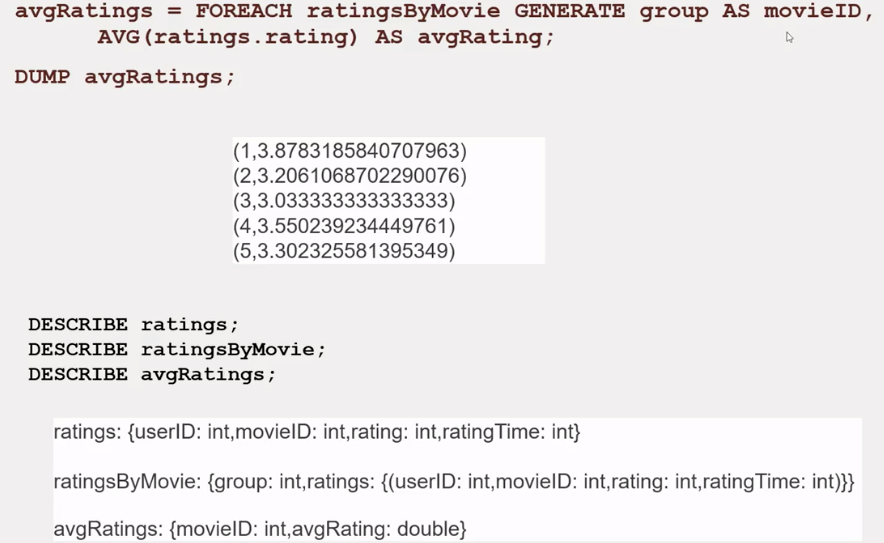 avgRatings = FOREACH ratingsByMovie GENERATE group AS movieID,
AVG(ratings.rating) AS avgRating;
DUMP avgRatings;
(1,3.8783185840707963)
(2,3.2061068702290076)
(3,3.033333333333333)
(4,3.550239234449761)
(5,3.302325581395349)
DESCRIBE ratings;
DESCRIBE ratingsByMovie;
DESCRIBE avgRatings;
ratings: {userID: int,movieID: int,rating: int,ratingTime: int}
ratingsByMovie: {group: int,ratings: {(userID: int,movieID: int,rating: int,ratingTime: int)}}
avgRatings: {movieID: int,avgRating: double}